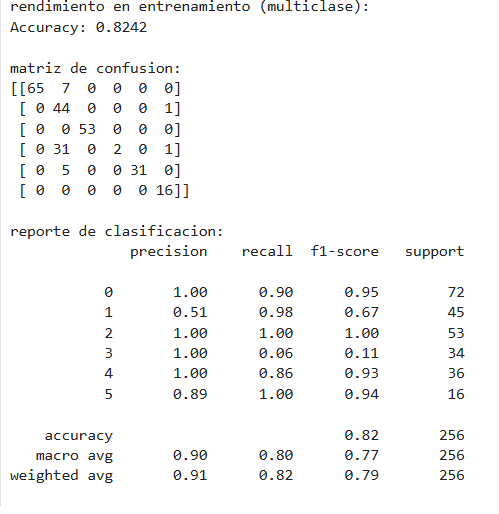 rendimiento en entrenamiento (multiclase):
Accuracy: 0.8242
matriz de confusion:
[[65  7  0  0  0  0]
 [ 0 44  0  0  0  1]
 [ 0  0 53  0  0  0]
 [ 0 31  0  2  0  1]
 [ 0  5  0  0 31  0]
 [ 0  0  0  0  0 16]]
reporte de clasificacion:
              precision    recall  f1-score   support
           0       1.00      0.90      0.95        72
           1       0.51      0.98      0.67        45
           2       1.00      1.00      1.00        53
           3       1.00      0.06      0.11        34
           4       1.00      0.86      0.93        36
           5       0.89      1.00      0.94        16
    accuracy                           0.82       256
   macro avg       0.90      0.80      0.77       256
weighted avg       0.91      0.82      0.79       256